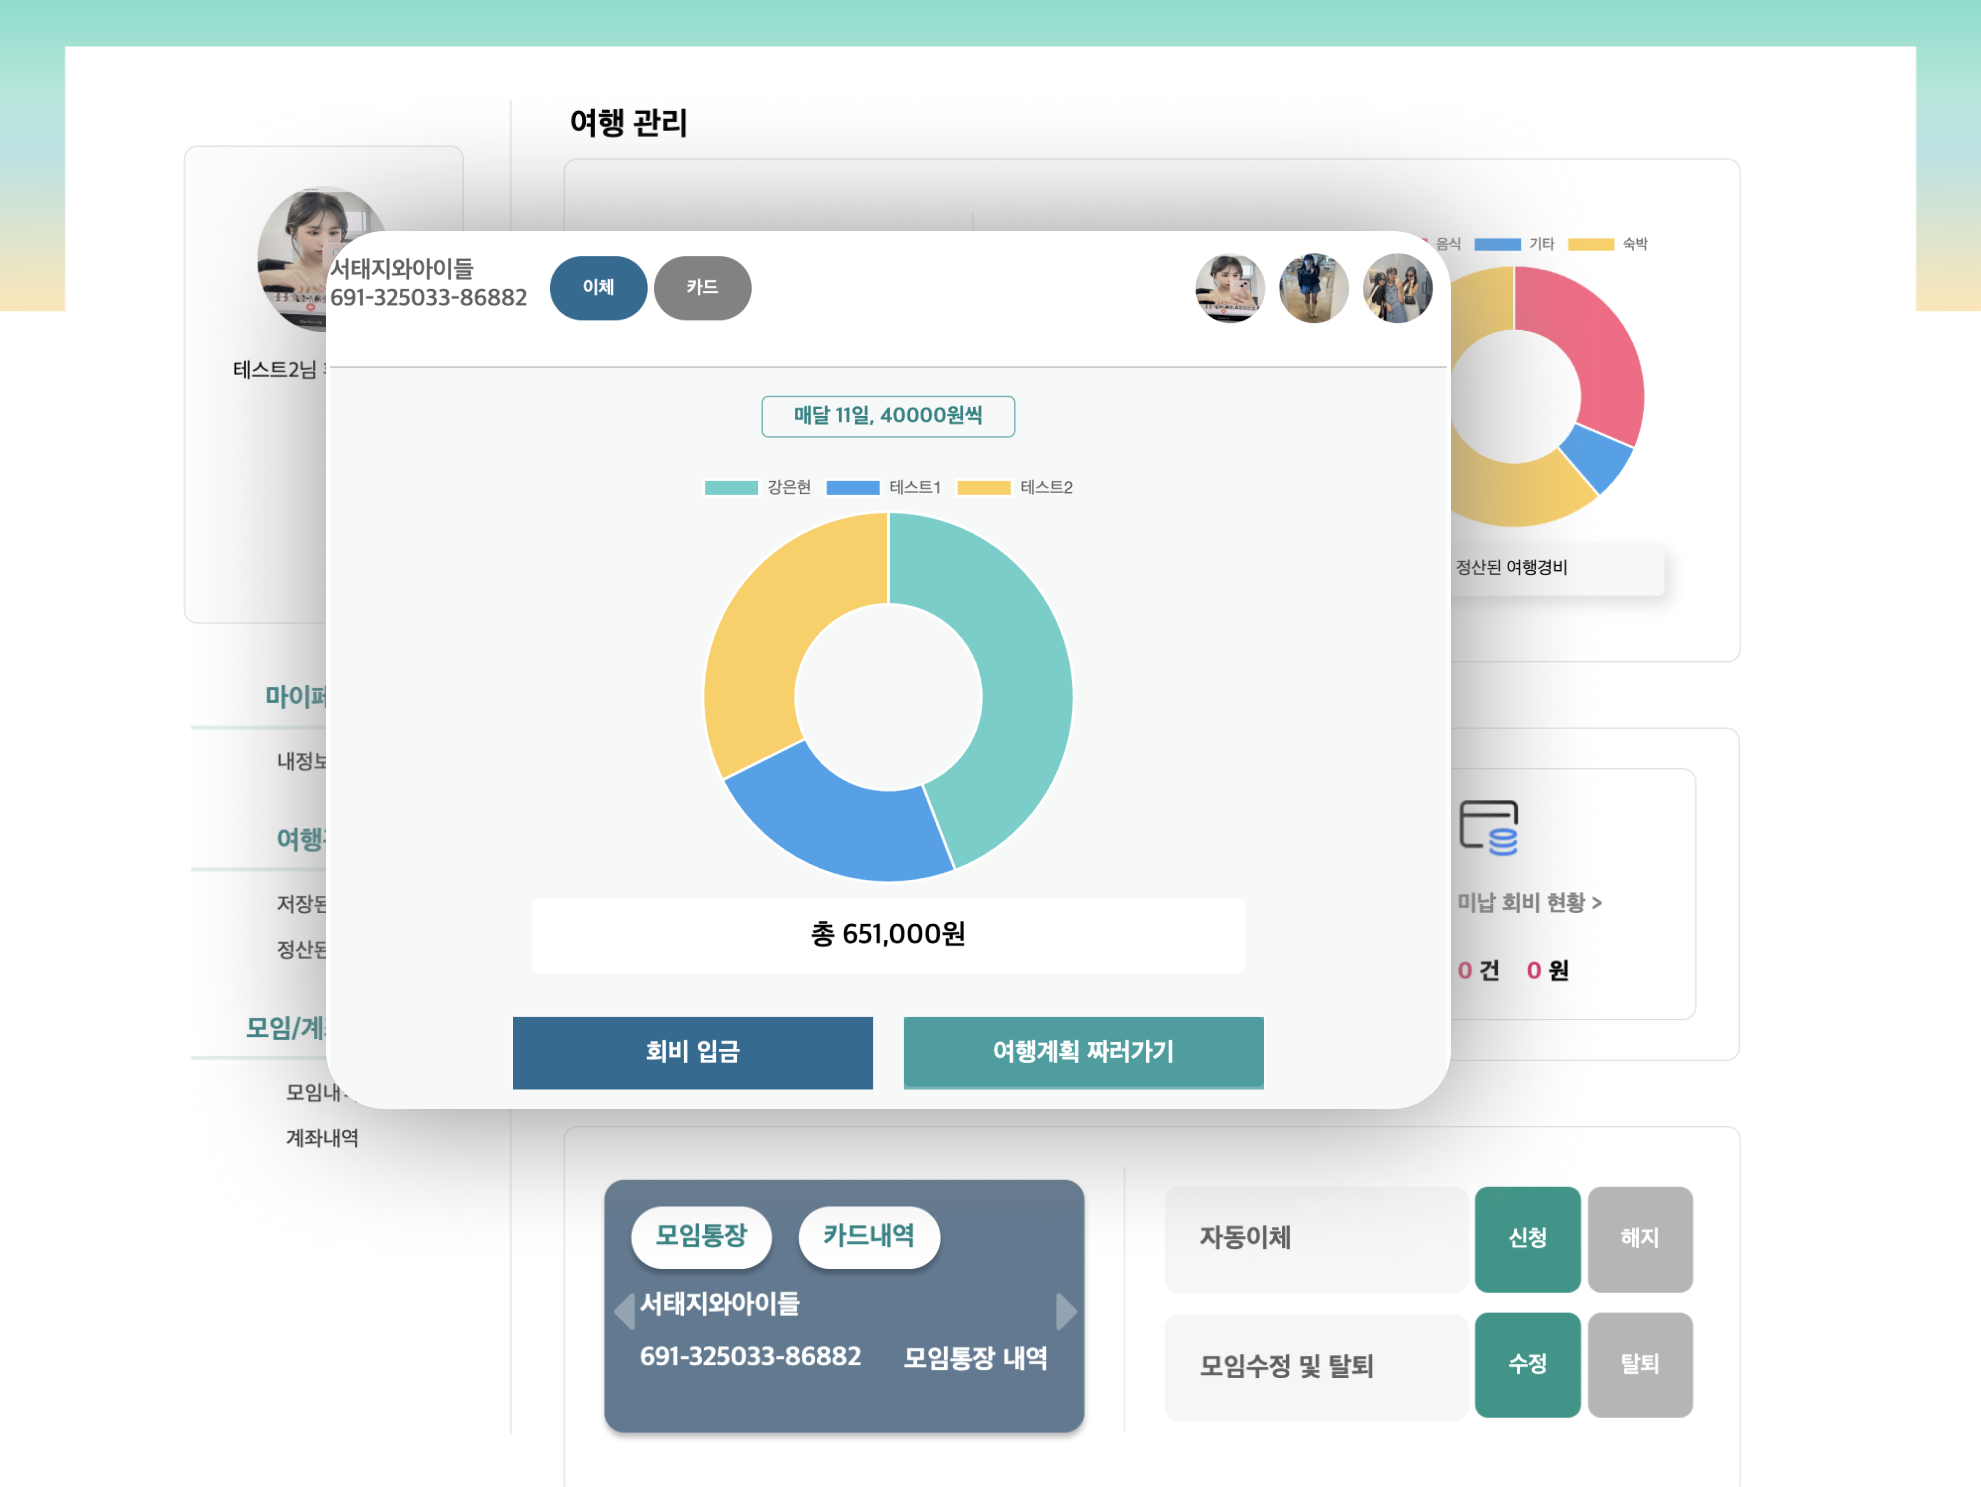 여행 관리
음식 기타 숙박
정산된 여행경비
테스트2님
서태지와아이들
691-325033-86882
이체
카드
매달 11일, 40000원씩
강은현 테스트1 테스트2
총 651,000원
회비 입금
여행계획 짜러가기
마이페
내정보
여행
저장된
정산된
모임/계
모임내
계좌내역
미납 회비 현황 >
0 건 0 원
모임통장
카드내역
서태지와아이들
691-325033-86882 모임통장 내역
자동이체
신청
해지
모임수정 및 탈퇴
수정
탈퇴